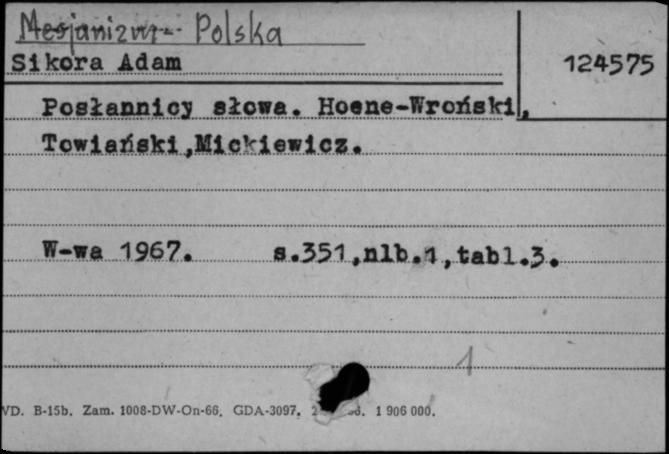 Mesjanizm - Polska
Sikora Adam
124575
Posłannicy słowa. Hoene-Wroński,
Towiański,Mickiewicz.
W-wa 1967. s.351,nlb.1,tabl.3.
1
VD. B-15b. Zam. 1008-DW-On-66. GDA-3097. 1 906 000.